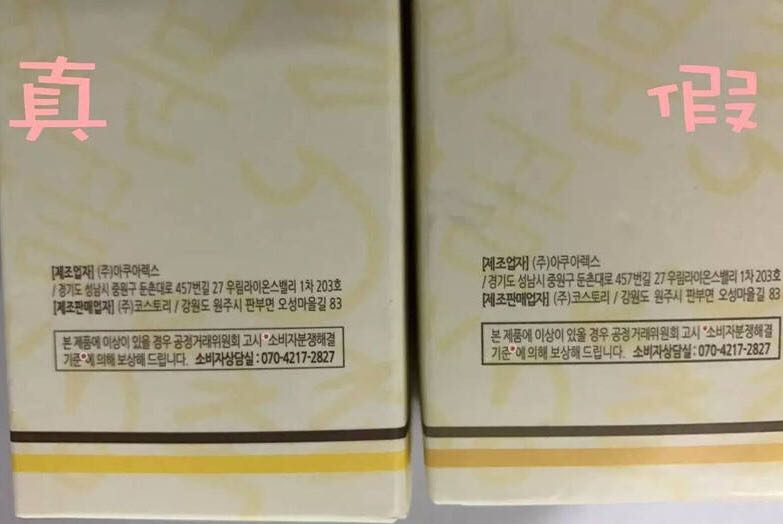 真
[제조업자] (주)아쿠아렉스
/ 경기도 성남시 중원구 둔촌대로 457번길 27 우림라이온스밸리 1차 203호
[제조판매업자] (주)코스토리 / 강원도 원주시 판부면 오성마을길 83
본 제품에 이상이 있을 경우 공정거래위원회 고시 "소비자분쟁해결
기준"에 의해 보상해 드립니다. 소비자상담실 : 070-4217-2827
假
[제조업자] (주)아쿠아렉스
/ 경기도 성남시 중원구 둔촌대로 457번길 27 우림라이온스밸리 1차 203호
[제조판매업자] (주)코스토리 / 강원도 원주시 판부면 오성마을길 83
본 제품에 이상이 있을 경우 공정거래위원회 고시 "소비자분쟁해결
기준"에 의해 보상해 드립니다. 소비자상담실 : 070-4217-2827